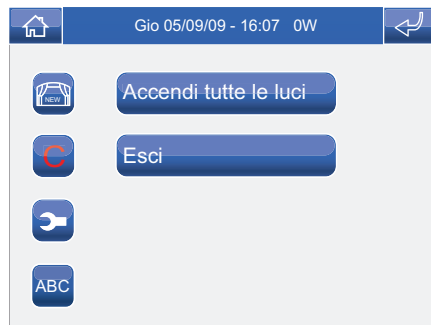 Gio 05/09/09 - 16:07 0W
NEW
Accendi tutte le luci
C
Esci
ABC